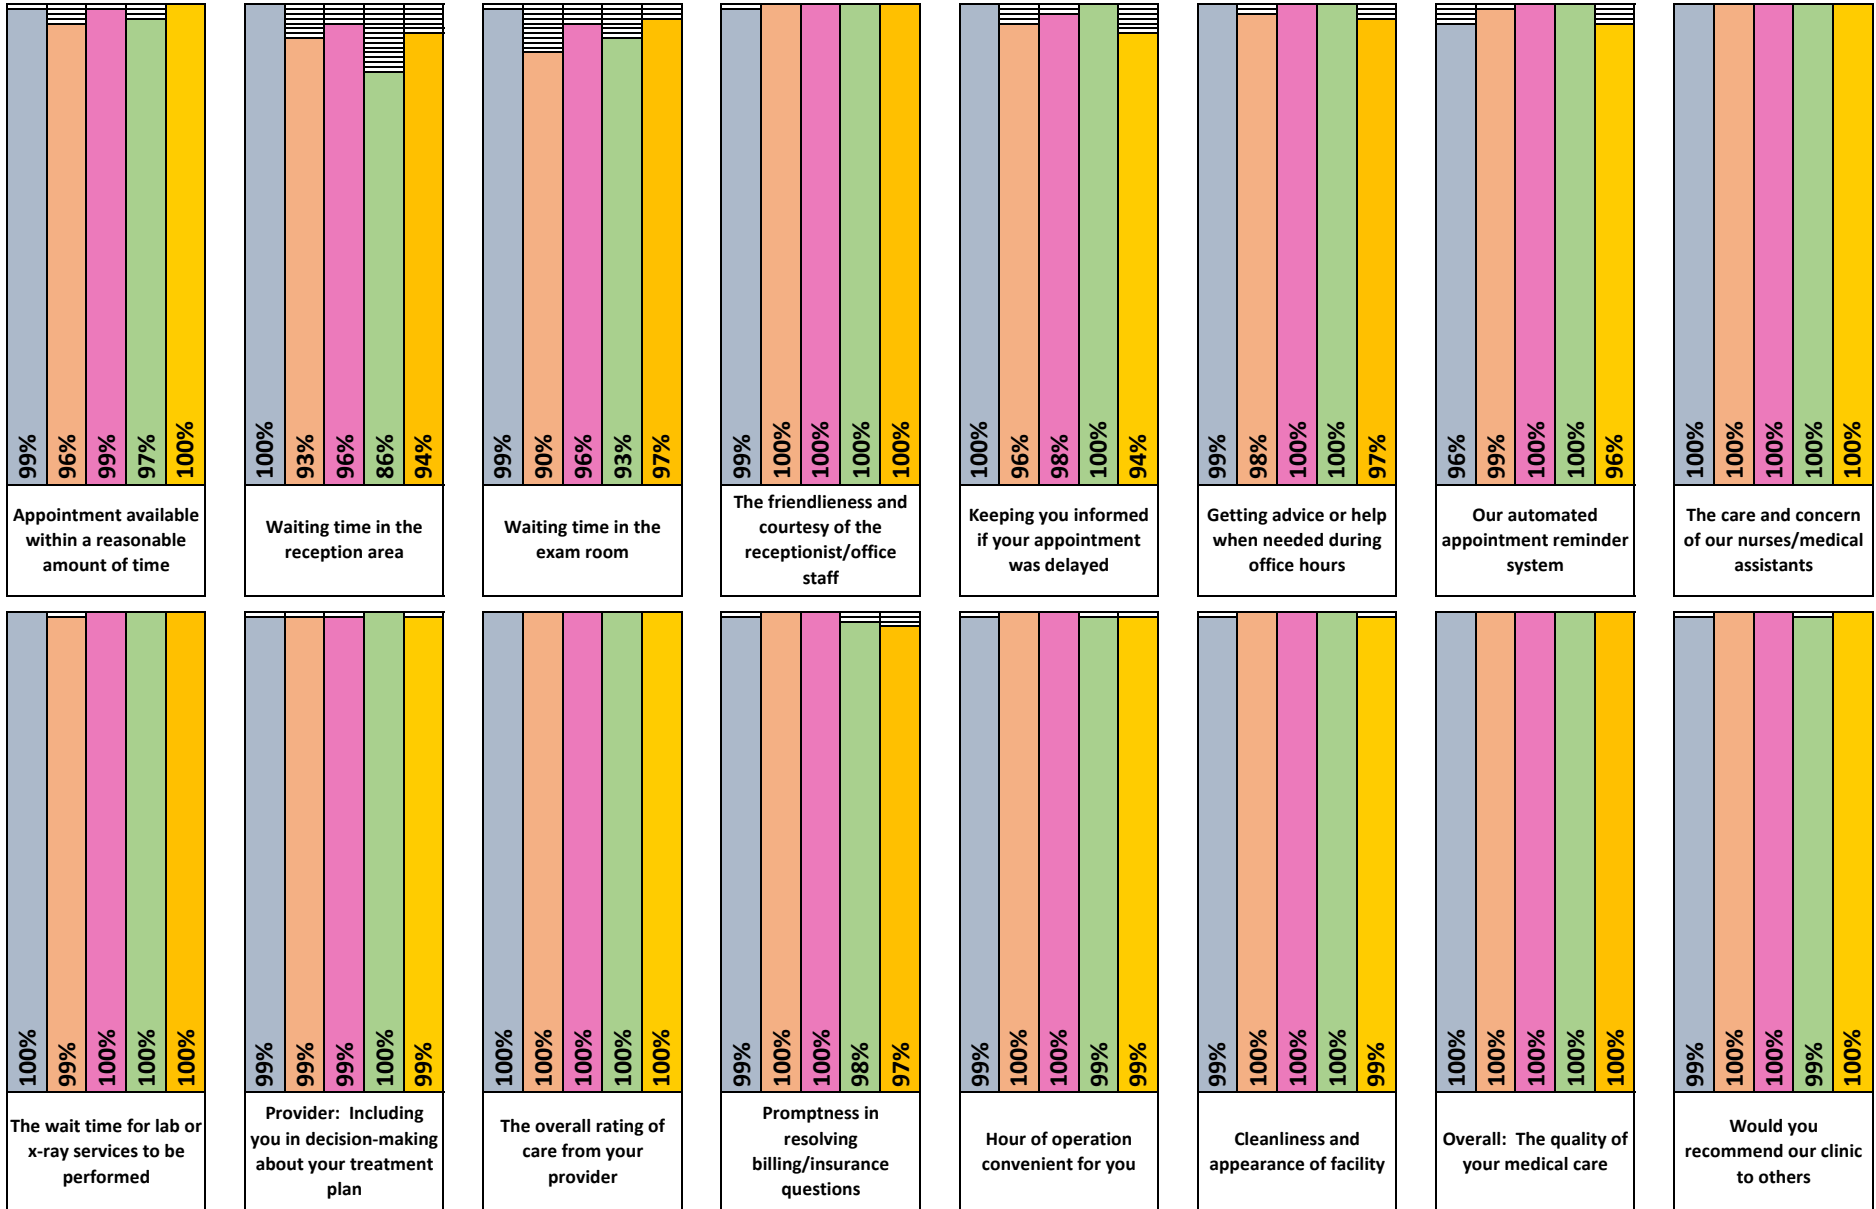 99% 96% 99% 97% 100%
100% 93% 96% 86% 94%
99% 90% 96% 93% 97%
99% 100% 100% 100% 100%
100% 96% 98% 100% 94%
99% 98% 100% 100% 97%
96% 99% 100% 100% 96%
100% 100% 100% 100% 100%
Appointment available
within a reasonable
amount of time
Waiting time in the
reception area
Waiting time in the
exam room
The friendlieness and
courtesy of the
receptionist/office
staff
Keeping you informed
if your appointment
was delayed
Getting advice or help
when needed during
office hours
Our automated
appointment reminder
system
The care and concern
of our nurses/medical
assistants
100% 99% 100% 100% 100%
99% 99% 99% 100% 99%
100% 100% 100% 100% 100%
99% 100% 100% 98% 97%
99% 100% 100% 99% 99%
99% 100% 100% 100% 99%
100% 100% 100% 100% 100%
99% 100% 100% 99% 100%
The wait time for lab or
x-ray services to be
performed
Provider:  Including
you in decision-making
about your treatment
plan
The overall rating of
care from your
provider
Promptness in
resolving
billing/insurance
questions
Hour of operation
convenient for you
Cleanliness and
appearance of facility
Overall:  The quality of
your medical care
Would you
recommend our clinic
to others